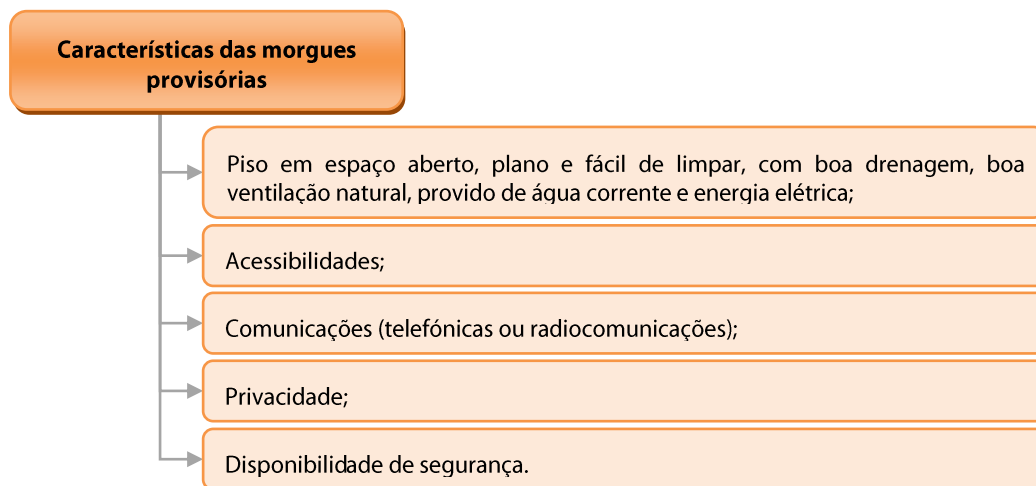 Características das morgues
provisórias
Piso em espaço aberto, plano e fácil de limpar, com boa drenagem, boa
ventilação natural, provido de água corrente e energia elétrica;
Acessibilidades;
Comunicações (telefónicas ou radiocomunicações);
Privacidade;
Disponibilidade de segurança.